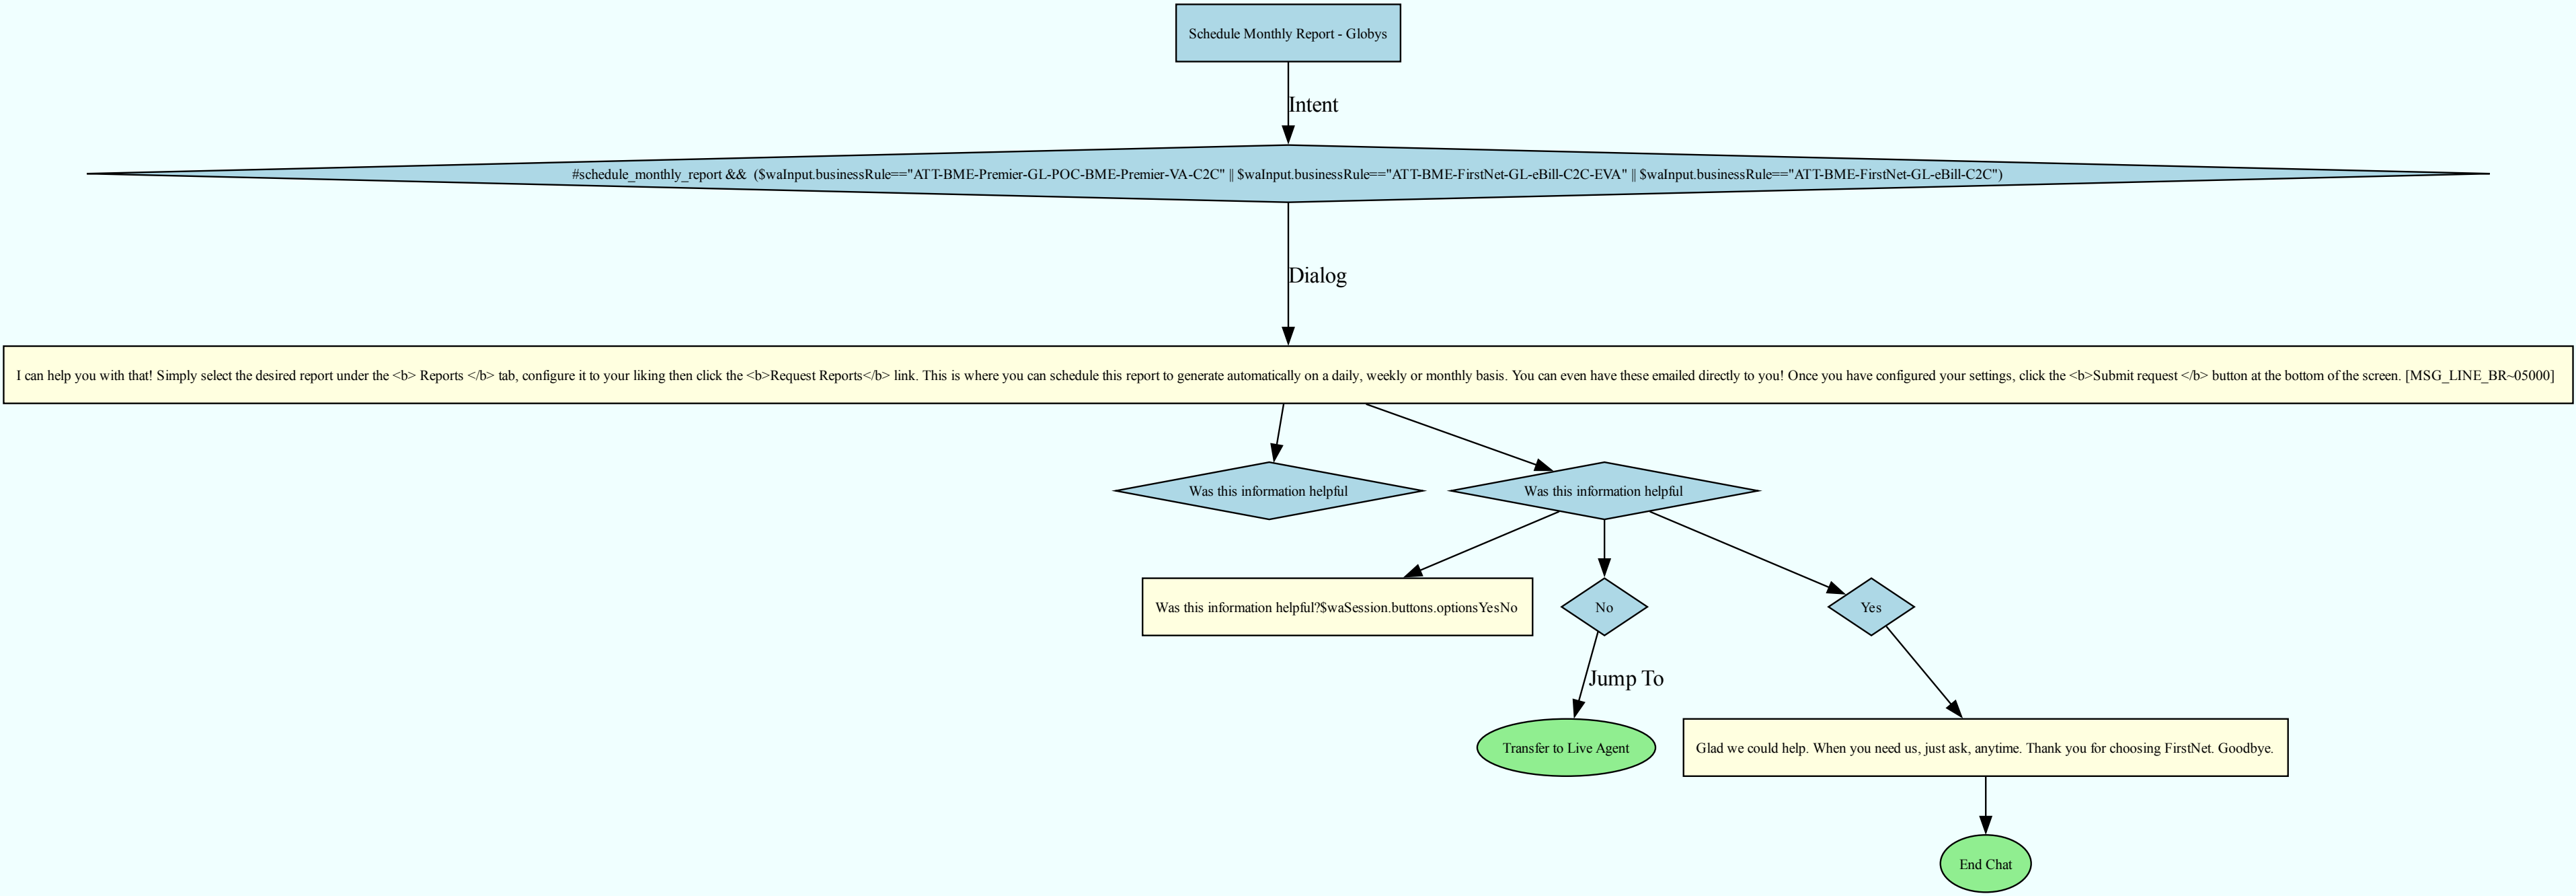 Schedule Monthly Report - Globys
Intent
#schedule_monthly_report && ($waInput.businessRule=="ATT-BME-Premier-GL-POC-BME-Premier-VA-C2C" || $waInput.businessRule=="ATT-BME-FirstNet-GL-eBill-C2C-EVA" || $waInput.businessRule=="ATT-BME-FirstNet-GL-eBill-C2C")
Dialog
I can help you with that! Simply select the desired report under the <b> Reports </b> tab, configure it to your liking then click the <b>Request Reports</b> link. This is where you can schedule this report to generate automatically on a daily, weekly or monthly basis. You can even have these emailed directly to you! Once you have configured your settings, click the <b>Submit request </b> button at the bottom of the screen. [MSG_LINE_BR~05000]
Was this information helpful
Was this information helpful
Was this information helpful?$waSession.buttons.optionsYesNo
No
Yes
Jump To
Transfer to Live Agent
Glad we could help. When you need us, just ask, anytime. Thank you for choosing FirstNet. Goodbye.
End Chat